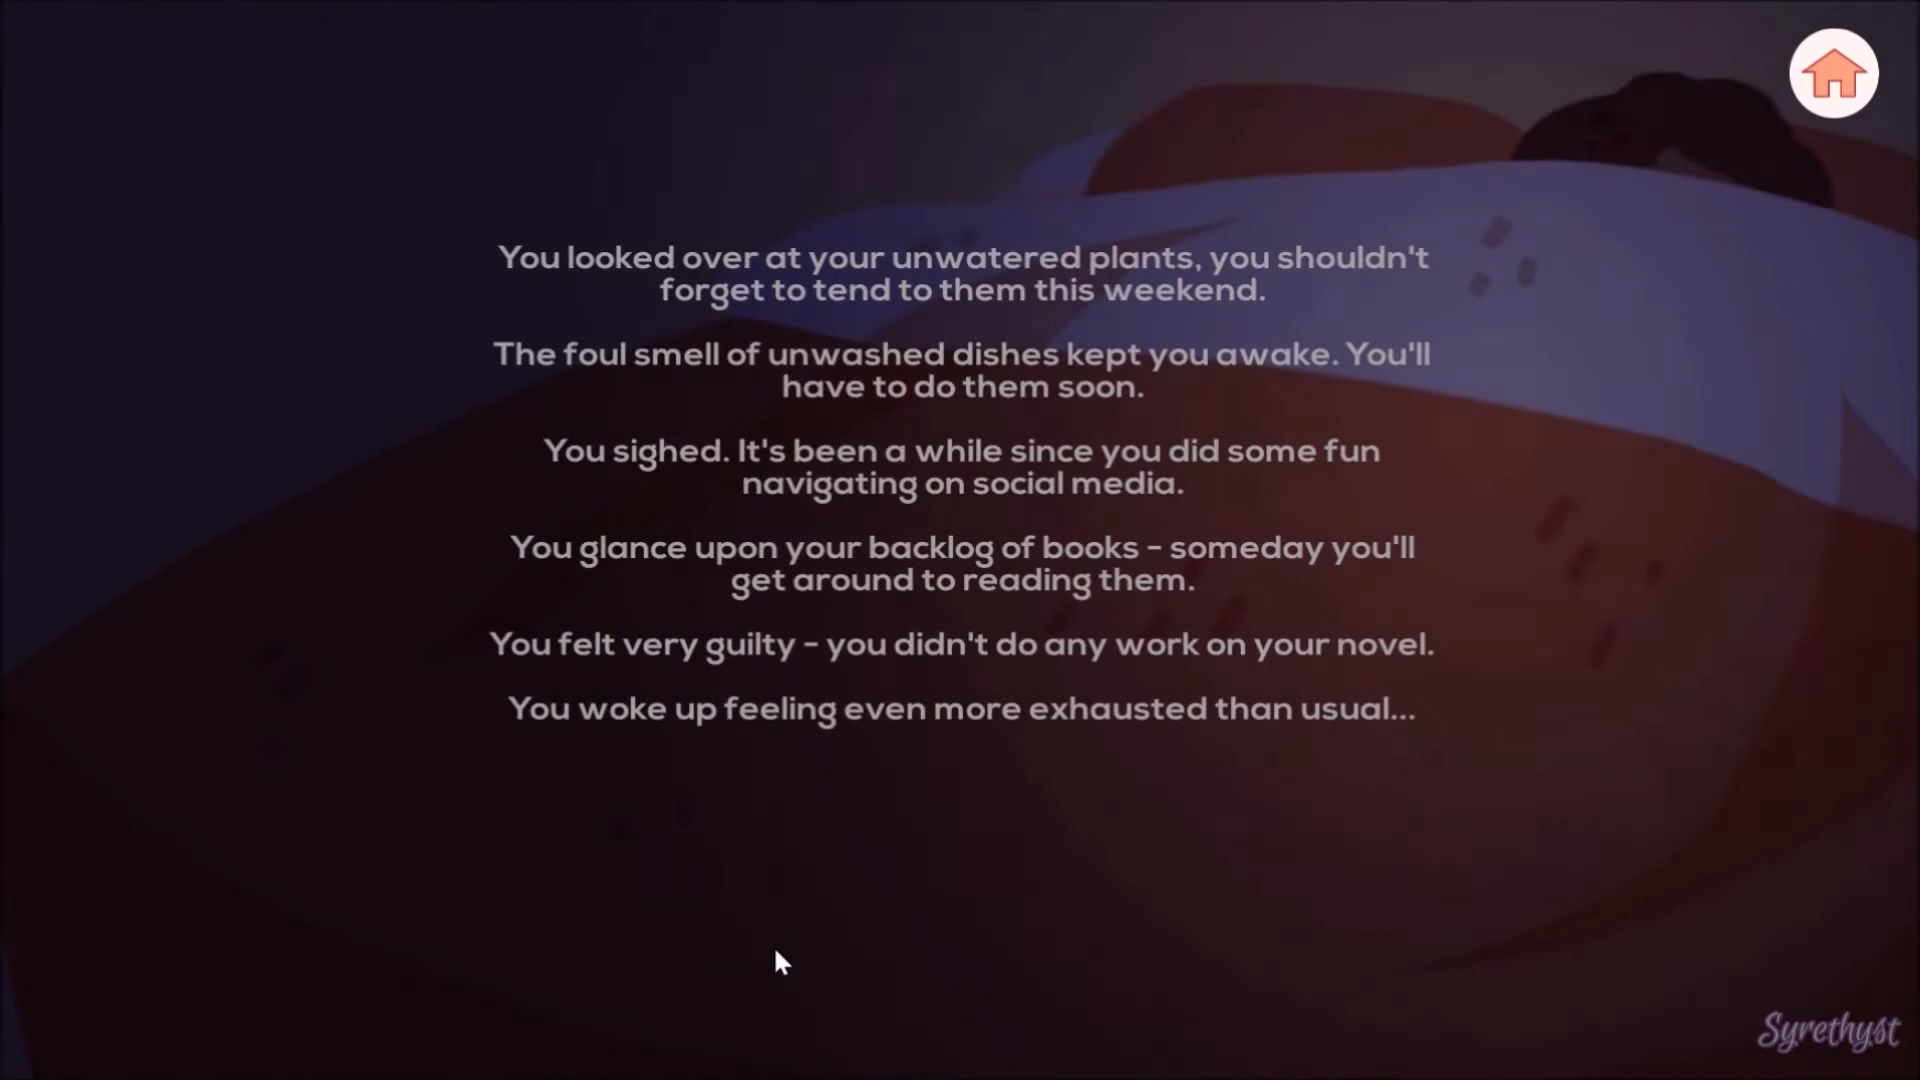 You looked over at your unwatered plants, you shouldn't
forget to tend to them this weekend.
The foul smell of unwashed dishes kept you awake. You'll
have to do them soon.
You sighed. It's been a while since you did some fun
navigating on social media.
You glance upon your backlog of books - someday you'll
get around to reading them.
You felt very guilty - you didn't do any work on your novel.
You woke up feeling even more exhausted than usual...
Syrethyst